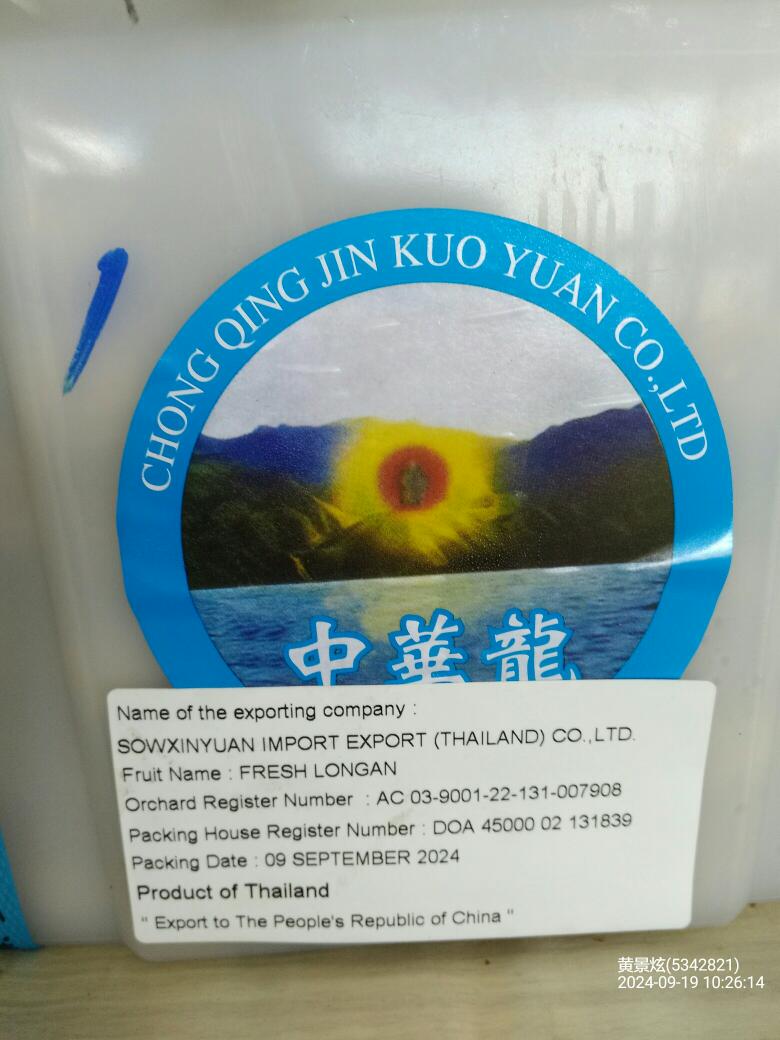 CHONG QING JIN KUO YUAN CO.,LTD
中華龍
Name of the exporting company :
SOWXINYUAN IMPORT EXPORT (THAILAND) CO.,LTD.
Fruit Name : FRESH LONGAN
Orchard Register Number : AC 03-9001-22-131-007908
Packing House Register Number : DOA 45000 02 131839
Packing Date : 09 SEPTEMBER 2024
Product of Thailand
" Export to The People's Republic of China "
黄景炫(5342821)
2024-09-19 10:26:14